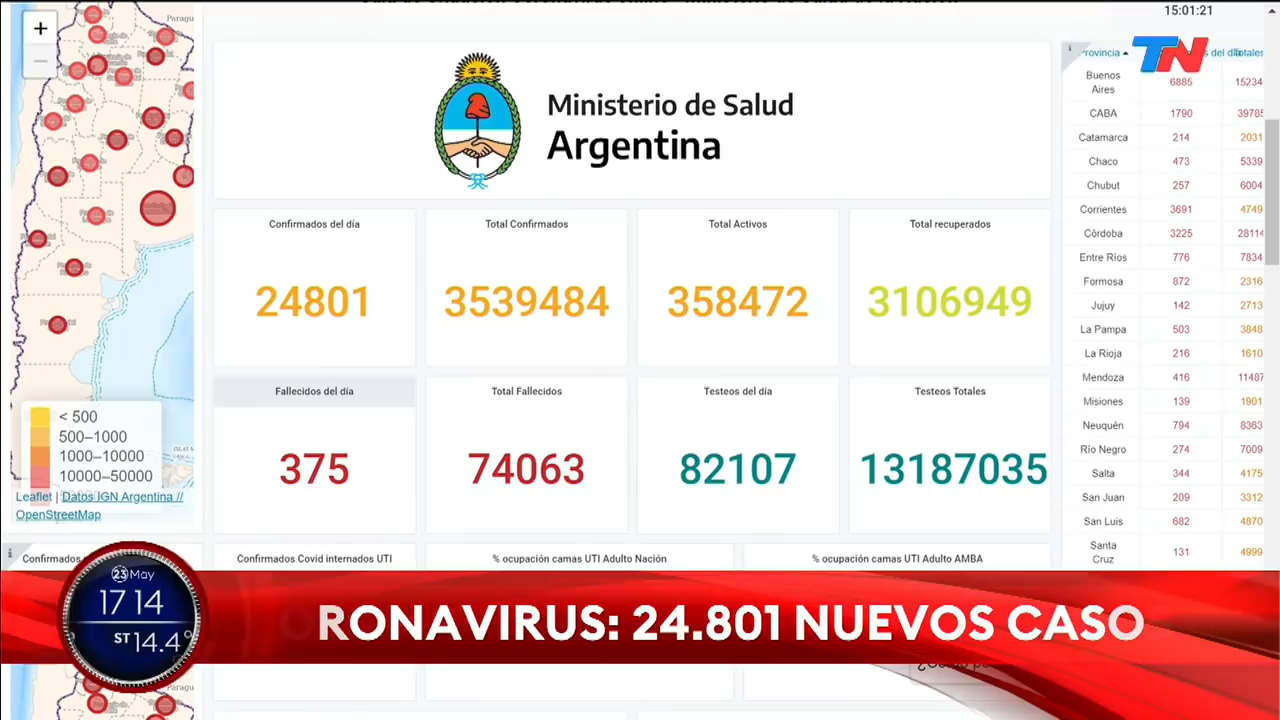 15:01:21
TN
+
−
Paragu
Ministerio de Salud
Argentina
Confirmados del día
24801
Total Confirmados
3539484
Total Activos
358472
Total recuperados
3106949
Fallecidos del día
375
Total Fallecidos
74063
Testeos del día
82107
Testeos Totales
13187035
< 500
500–1000
1000–10000
10000–50000
Leaflet | Datos IGN Argentina //
OpenStreetMap
Provincia
Buenos Aires 6885 15234
CABA 1790 39785
Catamarca 214 2031
Chaco 473 5339
Chubut 257 6004
Corrientes 3691 4749
Córdoba 3225 28114
Entre Ríos 776 7834
Formosa 872 2316
Jujuy 142 2713
La Pampa 503 3848
La Rioja 216 1610
Mendoza 416 11487
Misiones 139 1901
Neuquén 794 8363
Río Negro 274 7009
Salta 344 4175
San Juan 209 3312
San Luis 682 4870
Santa Cruz 131 4999
Confirmados
Confirmados Covid internados UTI
% ocupación camas UTI Adulto Nación
% ocupación camas UTI Adulto AMBA
23 May
17 14
ST 14.4°
ORONAVIRUS: 24.801 NUEVOS CASO
Paragu